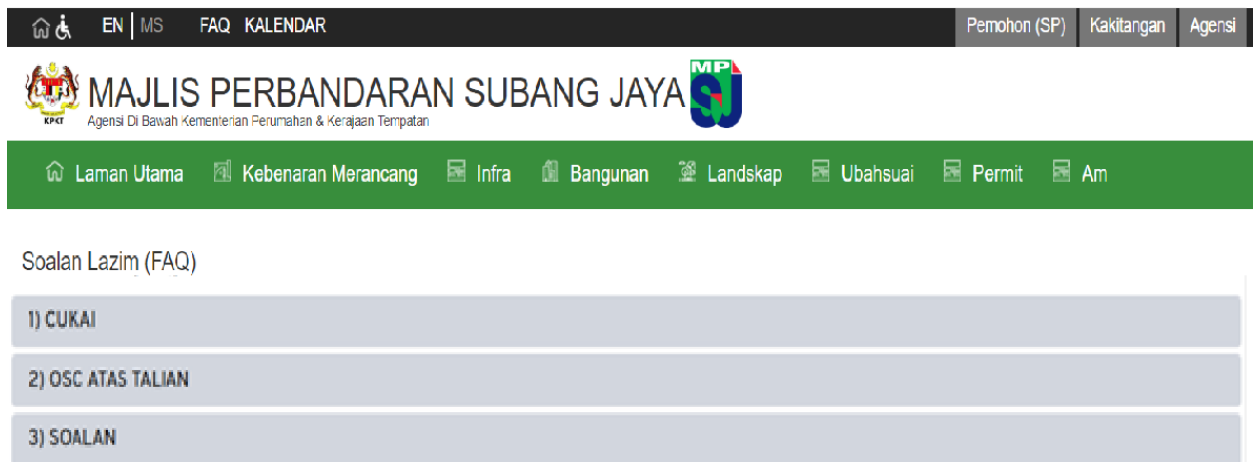 EN | MS FAQ KALENDAR Pemohon (SP) Kakitangan Agensi
MAJLIS PERBANDARAN SUBANG JAYA MP SJ
KPKT Agensi Di Bawah Kementerian Perumahan & Kerajaan Tempatan
Laman Utama Kebenaran Merancang Infra Bangunan Landskap Ubahsuai Permit Am
Soalan Lazim (FAQ)
1) CUKAI
2) OSC ATAS TALIAN
3) SOALAN